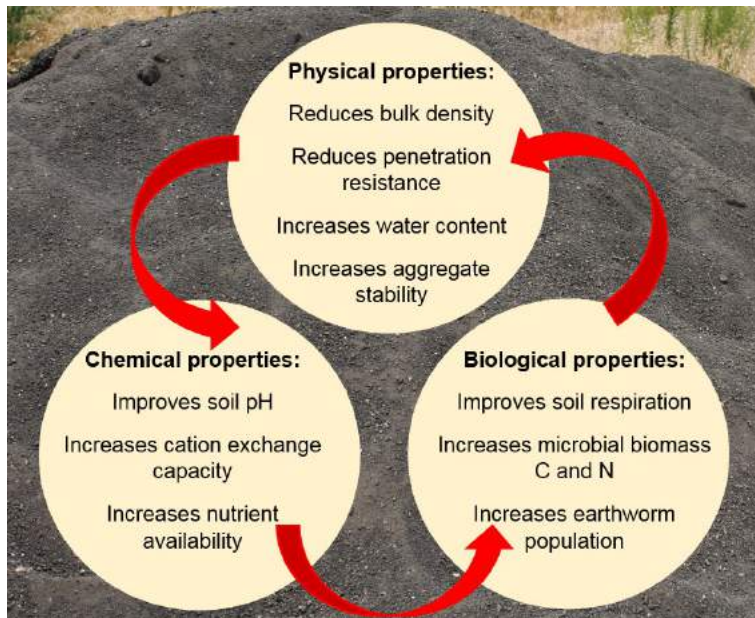 Physical properties:
Reduces bulk density
Reduces penetration
resistance
Increases water content
Increases aggregate
stability
Chemical properties:
Improves soil pH
Increases cation exchange
capacity
Increases nutrient
availability
Biological properties:
Improves soil respiration
Increases microbial biomass
C and N
Increases earthworm
population